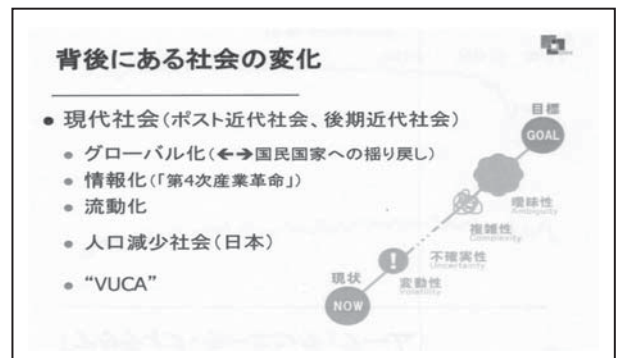 背後にある社会の変化
● 現代社会(ポスト近代社会、後期近代社会)
● グローバル化(←→国民国家への揺り戻し)
● 情報化(「第4次産業革命」)
● 流動化
● 人口減少社会(日本)
● “VUCA”
目標
GOAL
曖昧性
Ambiguity
複雑性
Complexity
不確実性
Uncertainty
!
変動性
Volatility
現状
NOW